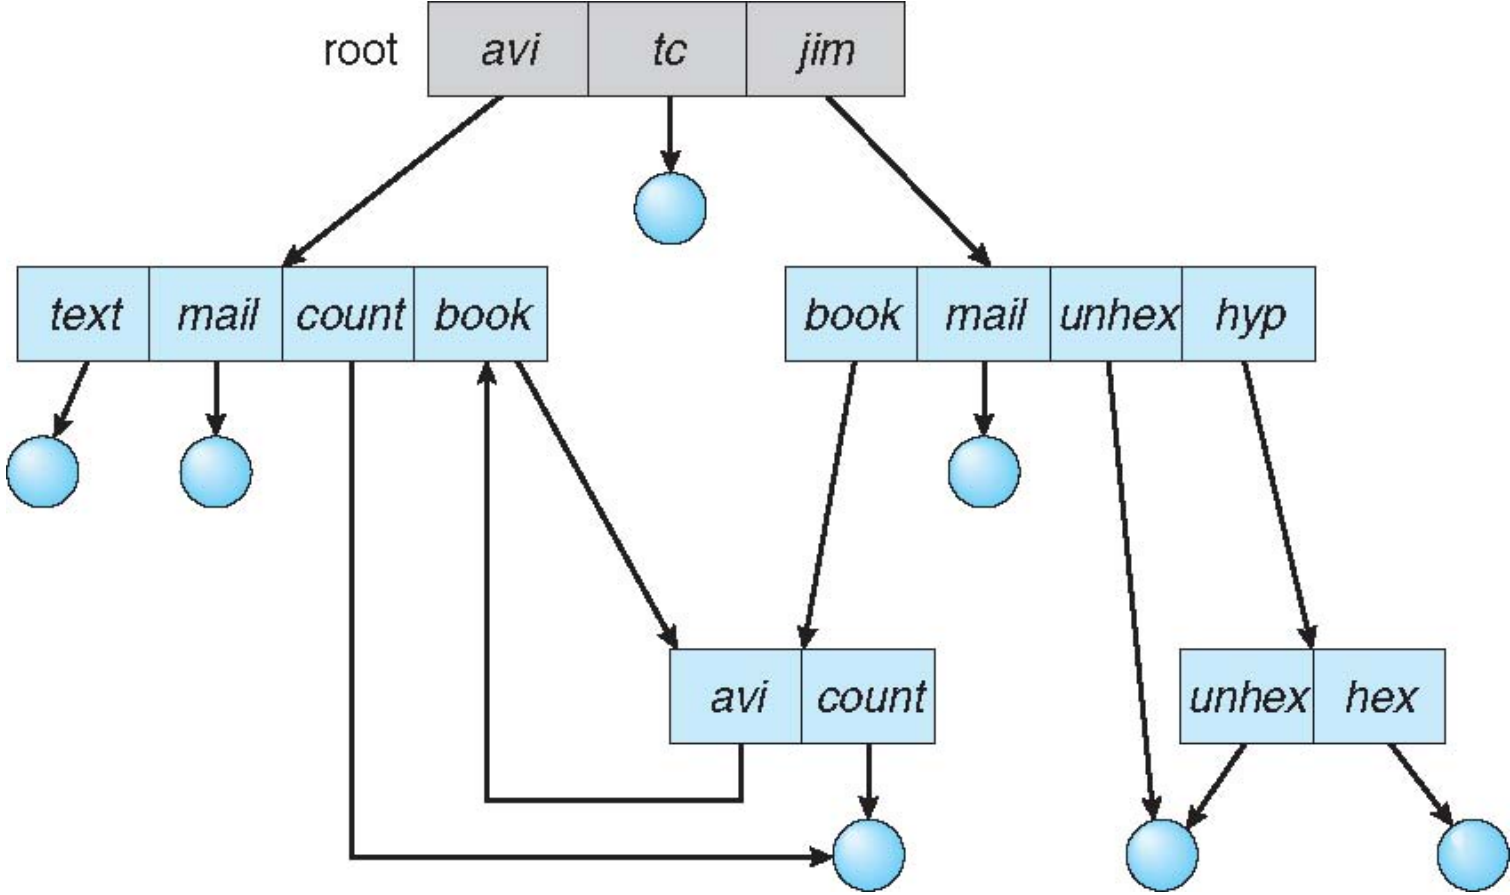 root avi tc jim
text mail count book book mail unhex hyp
avi count unhex hex